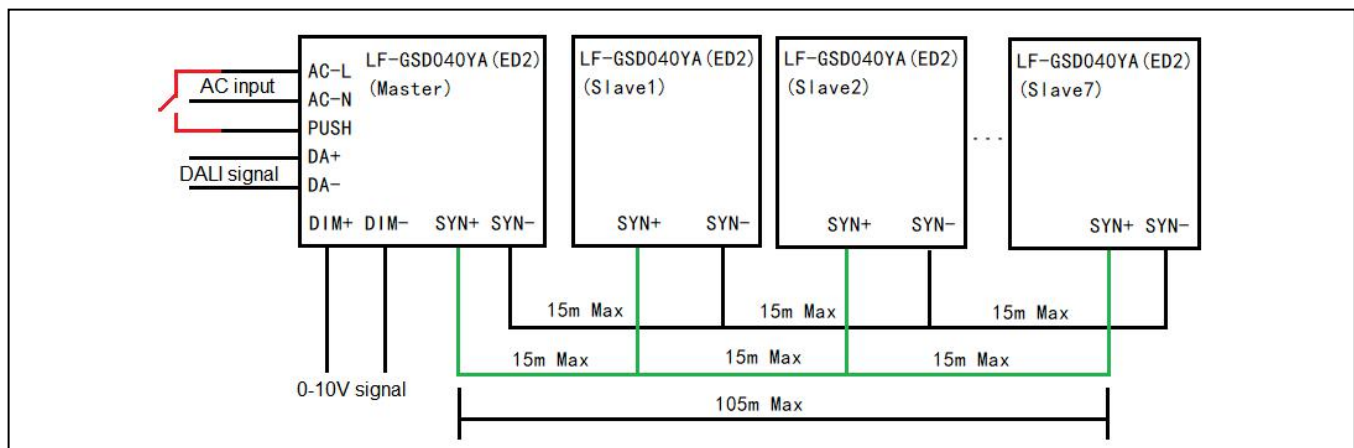 LF-GSD040YA(ED2)
(Master)
AC-L
AC-N
PUSH
DA+
DA-
DIM+ DIM- SYN+ SYN-
AC input
DALI signal
0-10V signal
LF-GSD040YA(ED2)
(Slave1)
SYN+ SYN-
LF-GSD040YA(ED2)
(Slave2)
SYN+ SYN-
...
LF-GSD040YA(ED2)
(Slave7)
SYN+ SYN-
15m Max 15m Max 15m Max
15m Max 15m Max 15m Max
105m Max